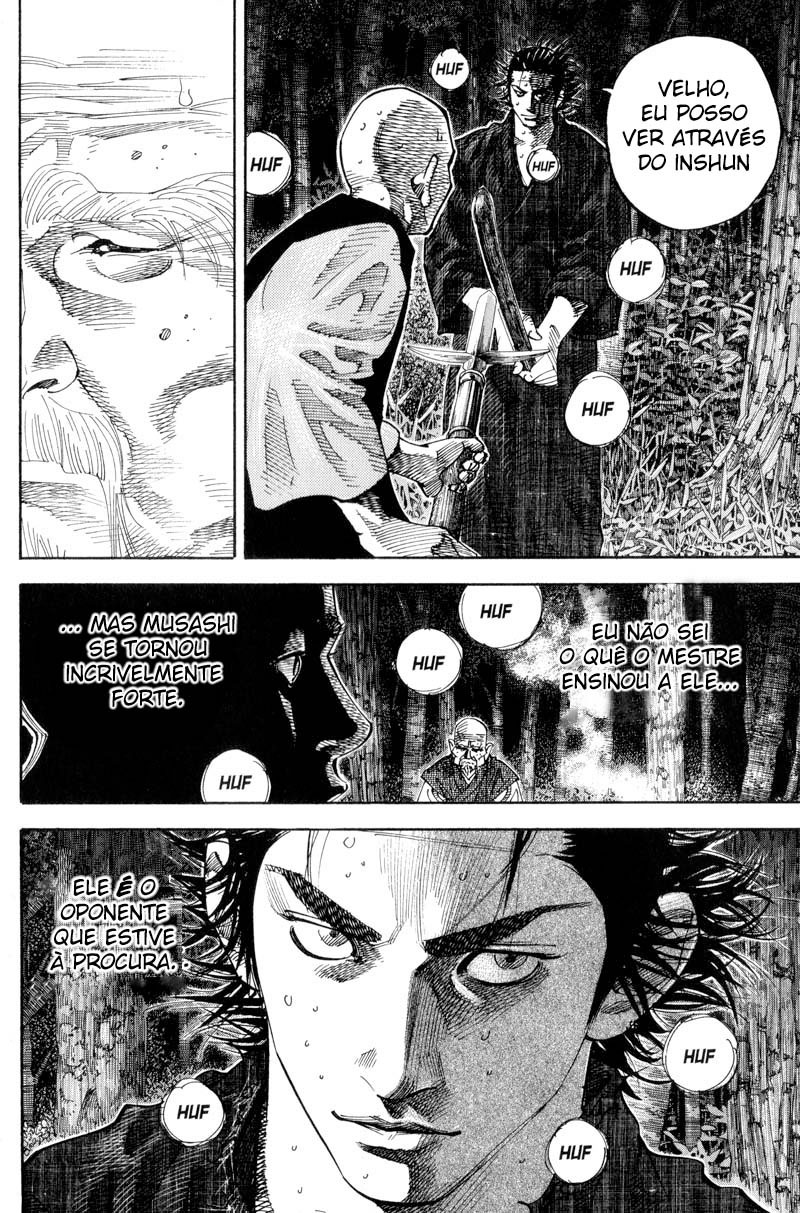 VELHO,
EU POSSO
VER ATRAVÉS
DO INSHUN
HUF
HUF
HUF
HUF
HUF
EU NÃO SEI
O QUÊ O MESTRE
ENSINOU A ELE...
HUF
HUF
... MAS MUSASHI
SE TORNOU
INCRIVELMENTE
FORTE.
HUF
ELE É O
OPONENTE
QUE ESTIVE
À PROCURA. .
HUF
HUF
HUF